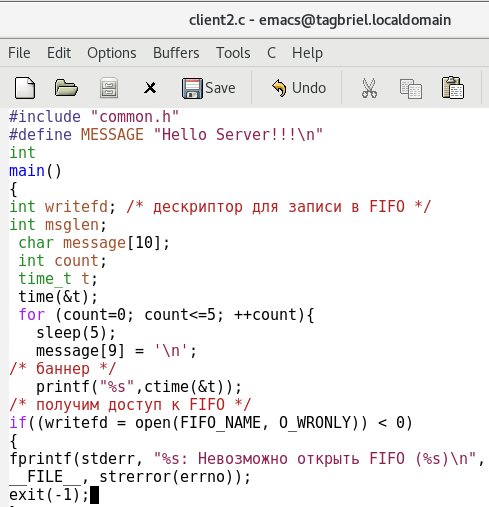 client2.c - emacs@tagbriel.localdomain
File Edit Options Buffers Tools C Help
Save Undo
#include "common.h"
#define MESSAGE "Hello Server!!!\n"
int
main()
{
int writefd; /* дескриптор для записи в FIFO */
int msglen;
char message[10];
int count;
time_t t;
time(&t);
for (count=0; count<=5; ++count){
sleep(5);
message[9] = '\n';
/* баннер */
printf("%s",ctime(&t));
/* получим доступ к FIFO */
if((writefd = open(FIFO_NAME, O_WRONLY)) < 0)
{
fprintf(stderr, "%s: Невозможно открыть FIFO (%s)\n",
__FILE__, strerror(errno));
exit(-1);